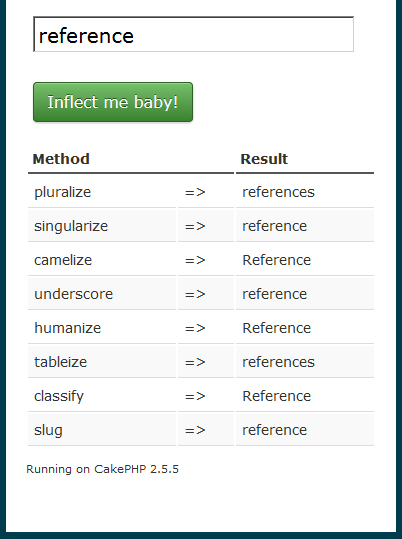 reference
Inflect me baby!
Method Result
pluralize => references
singularize => reference
camelize => Reference
underscore => reference
humanize => Reference
tableize => references
classify => Reference
slug => reference
Running on CakePHP 2.5.5